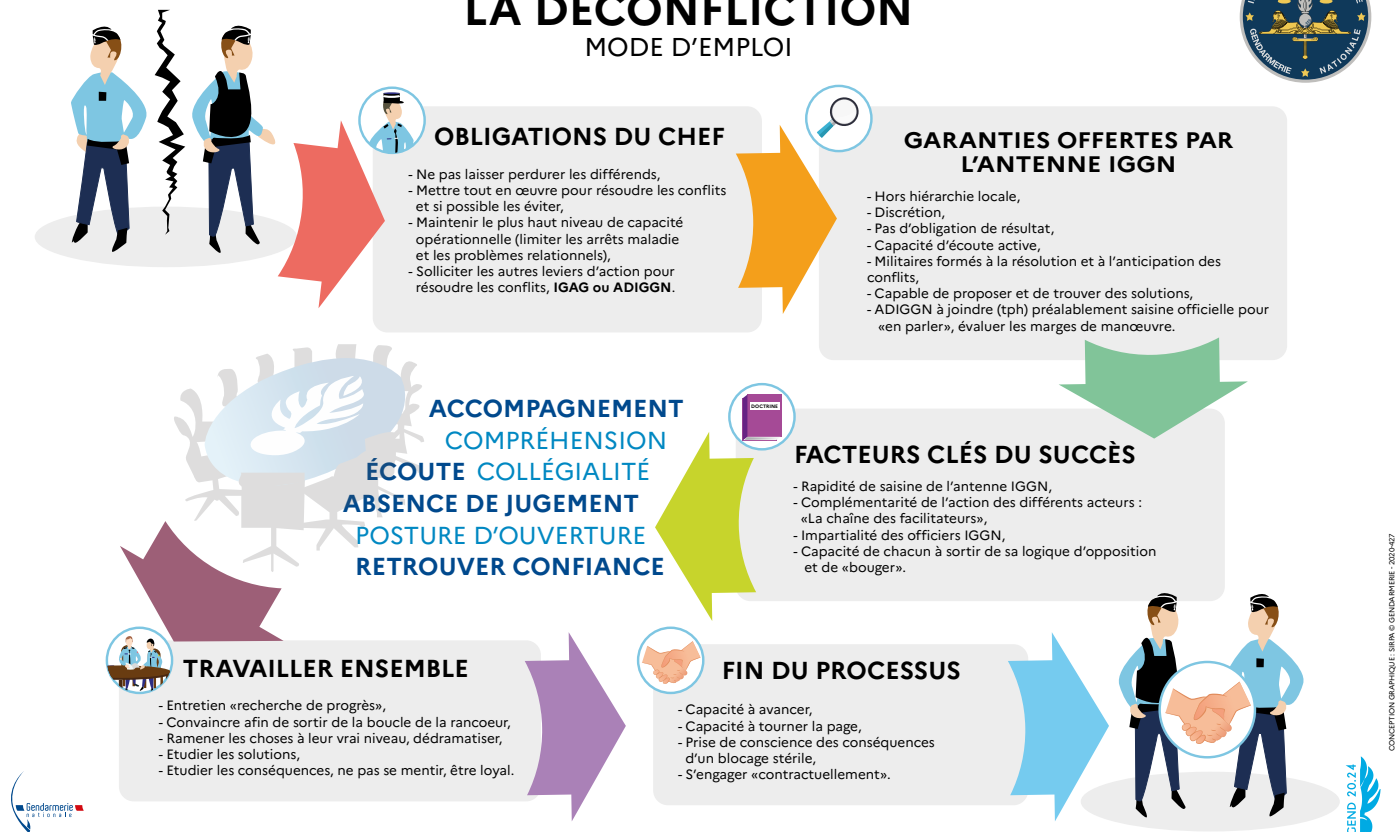 LA DÉCONFLICTION
MODE D'EMPLOI
GENDARMERIE NATIONALE
OBLIGATIONS DU CHEF
- Ne pas laisser perdurer les différends,
- Mettre tout en œuvre pour résoudre les conflits
et si possible les éviter,
- Maintenir le plus haut niveau de capacité
opérationnelle (limiter les arrêts maladie
et les problèmes relationnels),
- Solliciter les autres leviers d'action pour
résoudre les conflits, IGAG ou ADIGGN.
GARANTIES OFFERTES PAR
L'ANTENNE IGGN
- Hors hiérarchie locale,
- Discrétion,
- Pas d'obligation de résultat,
- Capacité d'écoute active,
- Militaires formés à la résolution et à l'anticipation des
conflits,
- Capable de proposer et de trouver des solutions,
- ADIGGN à joindre (tph) préalablement saisine officielle pour
«en parler», évaluer les marges de manœuvre.
DOCTRINE
FACTEURS CLÉS DU SUCCÈS
- Rapidité de saisine de l'antenne IGGN,
- Complémentarité de l'action des différents acteurs :
«La chaîne des facilitateurs»,
- Impartialité des officiers IGGN,
- Capacité de chacun à sortir de sa logique d'opposition
et de «bouger».
ACCOMPAGNEMENT
COMPRÉHENSION
ÉCOUTE COLLÉGIALITÉ
ABSENCE DE JUGEMENT
POSTURE D'OUVERTURE
RETROUVER CONFIANCE
TRAVAILLER ENSEMBLE
- Entretien «recherche de progrès»,
- Convaincre afin de sortir de la boucle de la rancoeur,
- Ramener les choses à leur vrai niveau, dédramatiser,
- Etudier les solutions,
- Etudier les conséquences, ne pas se mentir, être loyal.
FIN DU PROCESSUS
- Capacité à avancer,
- Capacité à tourner la page,
- Prise de conscience des conséquences
d'un blocage stérile,
- S'engager «contractuellement».
Gendarmerie
nationale
GEND 20.24
CONCEPTION GRAPHIQUE : SIRPA © GENDARMERIE - 2020-427